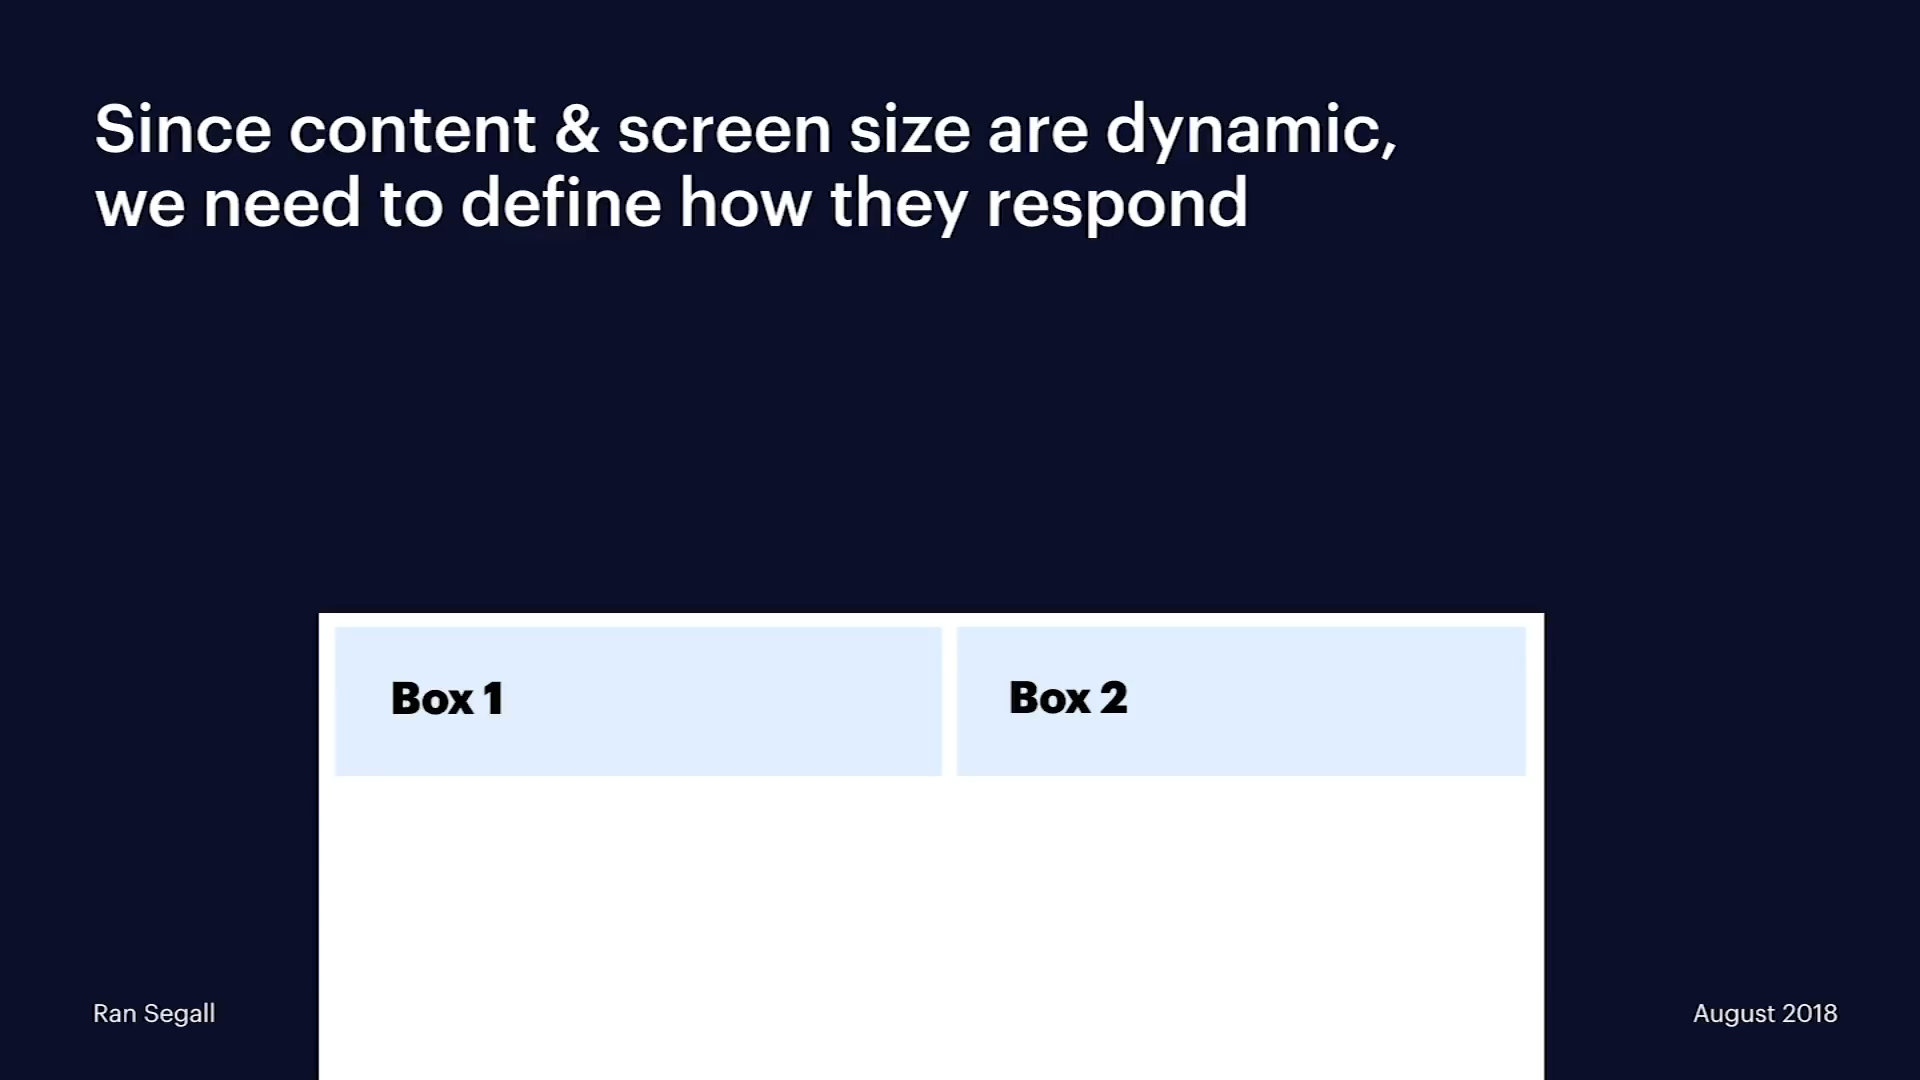 Since content & screen size are dynamic,
we need to define how they respond
Box 1
Box 2
Ran Segall
August 2018